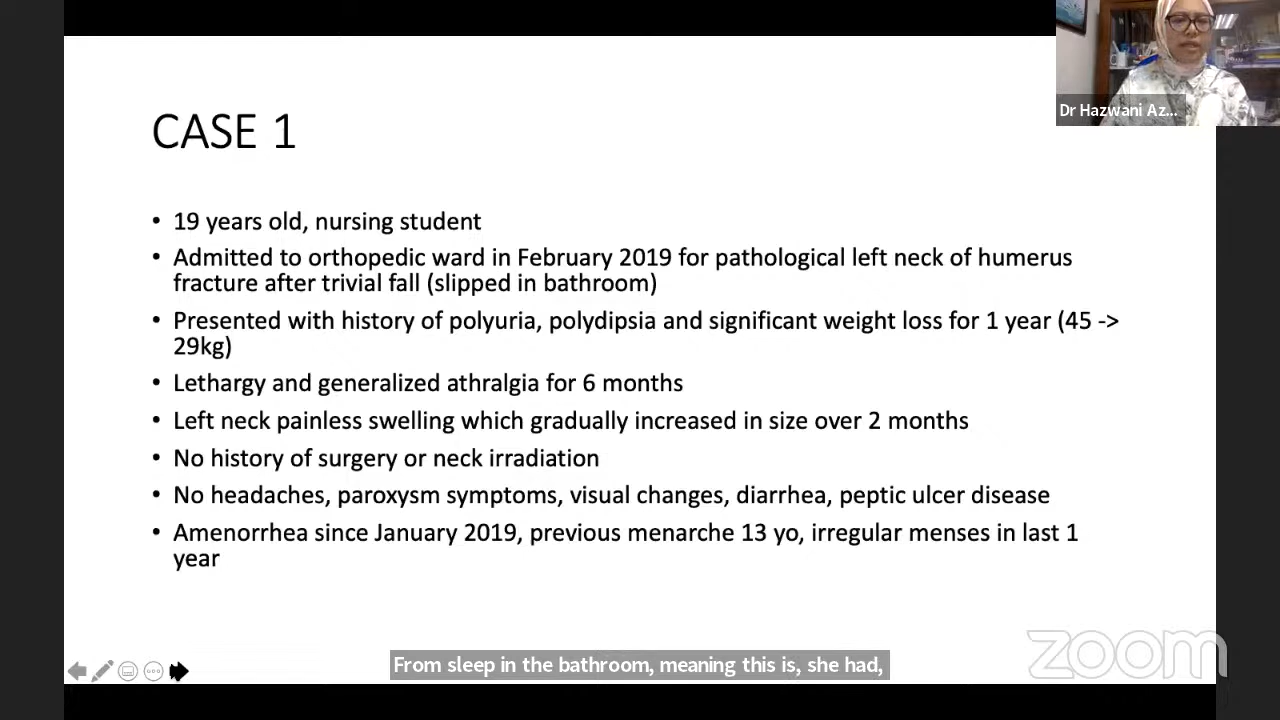 Dr Hazwani Az...
CASE 1
• 19 years old, nursing student
• Admitted to orthopedic ward in February 2019 for pathological left neck of humerus
fracture after trivial fall (slipped in bathroom)
• Presented with history of polyuria, polydipsia and significant weight loss for 1 year (45 ->
29kg)
• Lethargy and generalized athralgia for 6 months
• Left neck painless swelling which gradually increased in size over 2 months
• No history of surgery or neck irradiation
• No headaches, paroxysm symptoms, visual changes, diarrhea, peptic ulcer disease
• Amenorrhea since January 2019, previous menarche 13 yo, irregular menses in last 1
year
From sleep in the bathroom, meaning this is, she had,
zoom